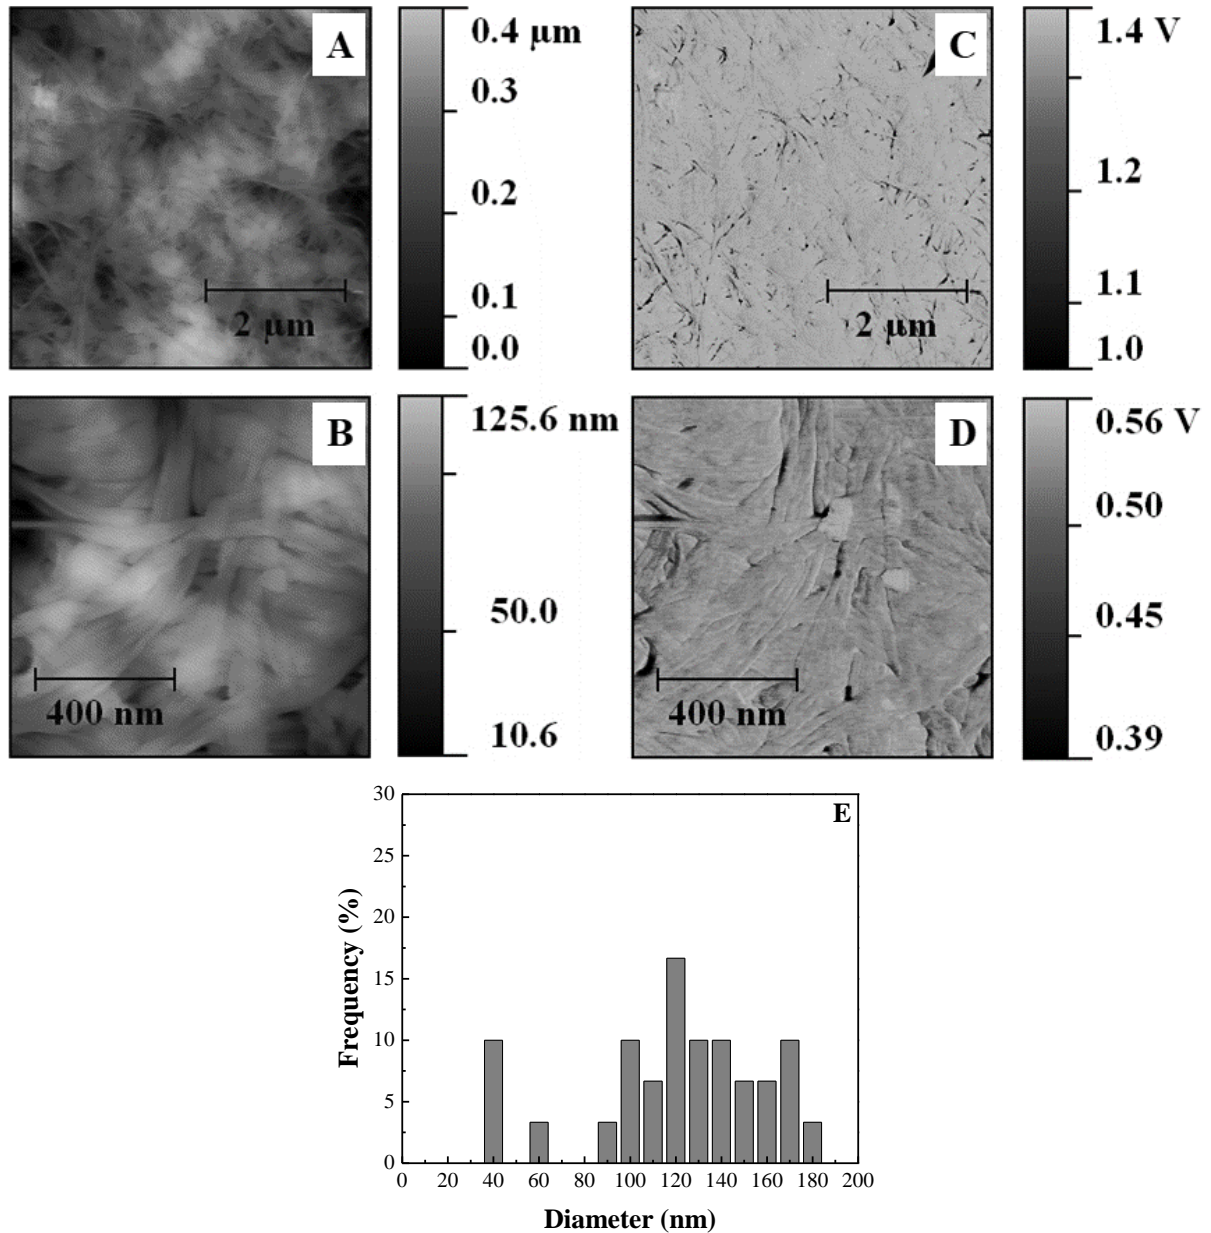 A
0.4 μm
0.3
0.2
0.1
0.0
2 μm
C
1.4 V
1.2
1.1
1.0
2 μm
B
125.6 nm
50.0
10.6
400 nm
D
0.56 V
0.50
0.45
0.39
400 nm
E
30
25
20
15
10
5
0
Frequency (%)
0 20 40 60 80 100 120 140 160 180 200
Diameter (nm)